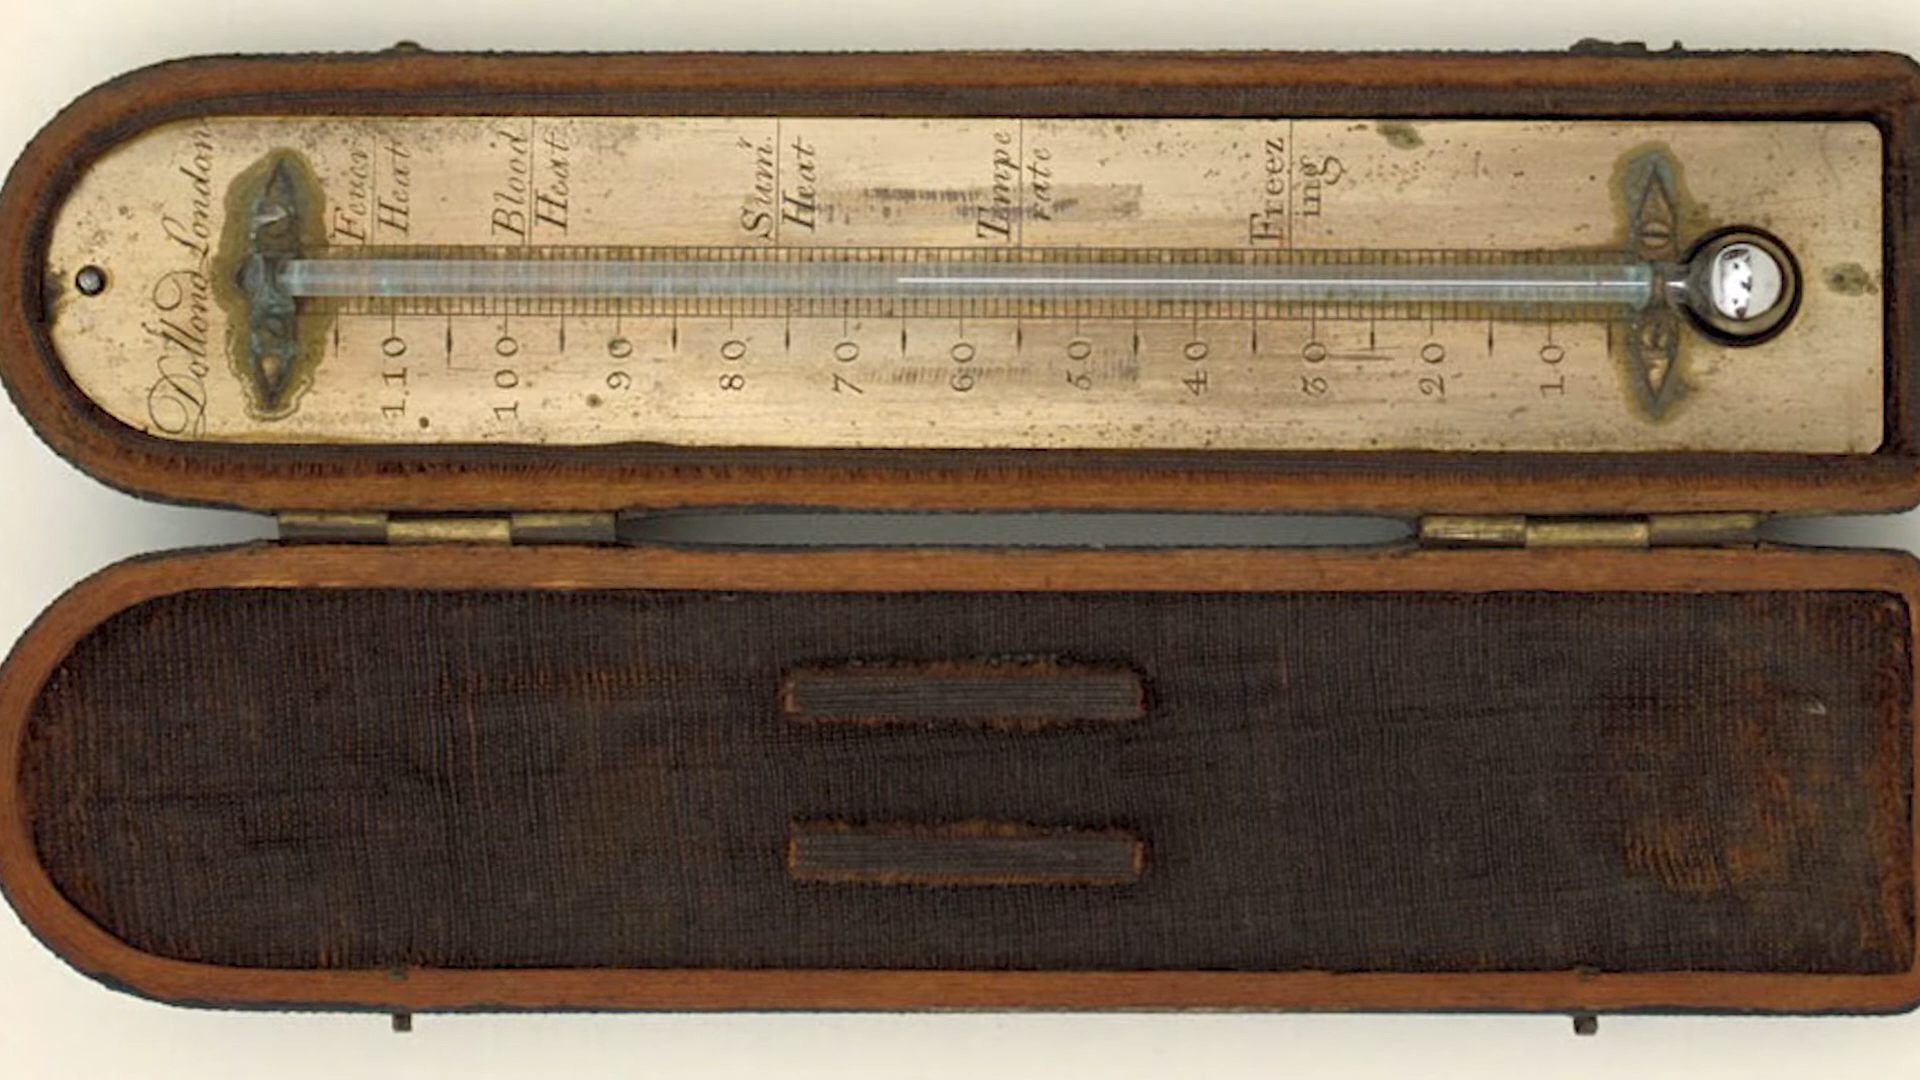 Dollond London
Fever
Heat
Blood
Heat
Sumr.
Heat
Tempe
rate
Freez
ing
110
100
90
80
70
60
50
40
30
20
10